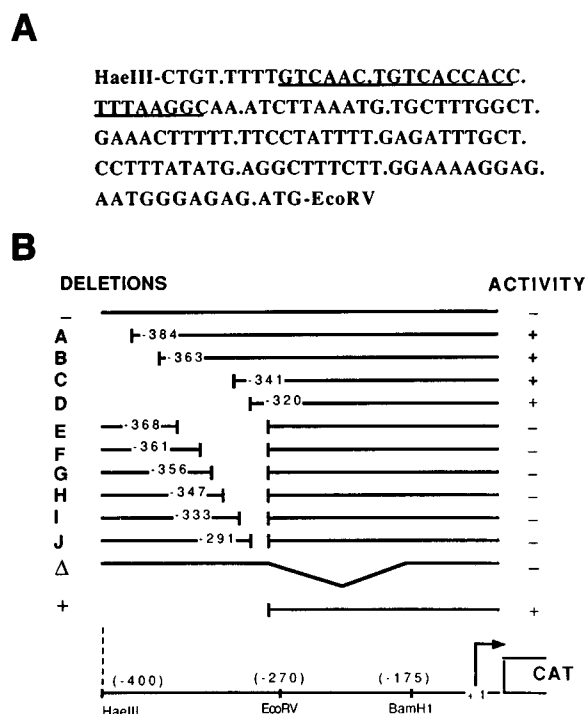 A
HaeIII-CTGT.TTTTGTCAAC.TGTCACCACC.
TTTAAGGCAA.ATCTTAAATG.TGCTTTGGCT.
GAAACTTTTT.TTCCTATTTT.GAGATTTGCT.
CCTTTATATG.AGGCTTTCTT.GGAAAAGGAG.
AATGGGAGAG.ATG-EcoRV
B
DELETIONS ACTIVITY
– –
A -384 +
B -363 +
C -341 +
D -320 +
E -368 –
F -361 –
G -356 –
H -347 –
I -333 –
J -291 –
Δ –
+ +
(-400) (-270) (-175) CAT
+1
HaeIII EcoRV BamH1